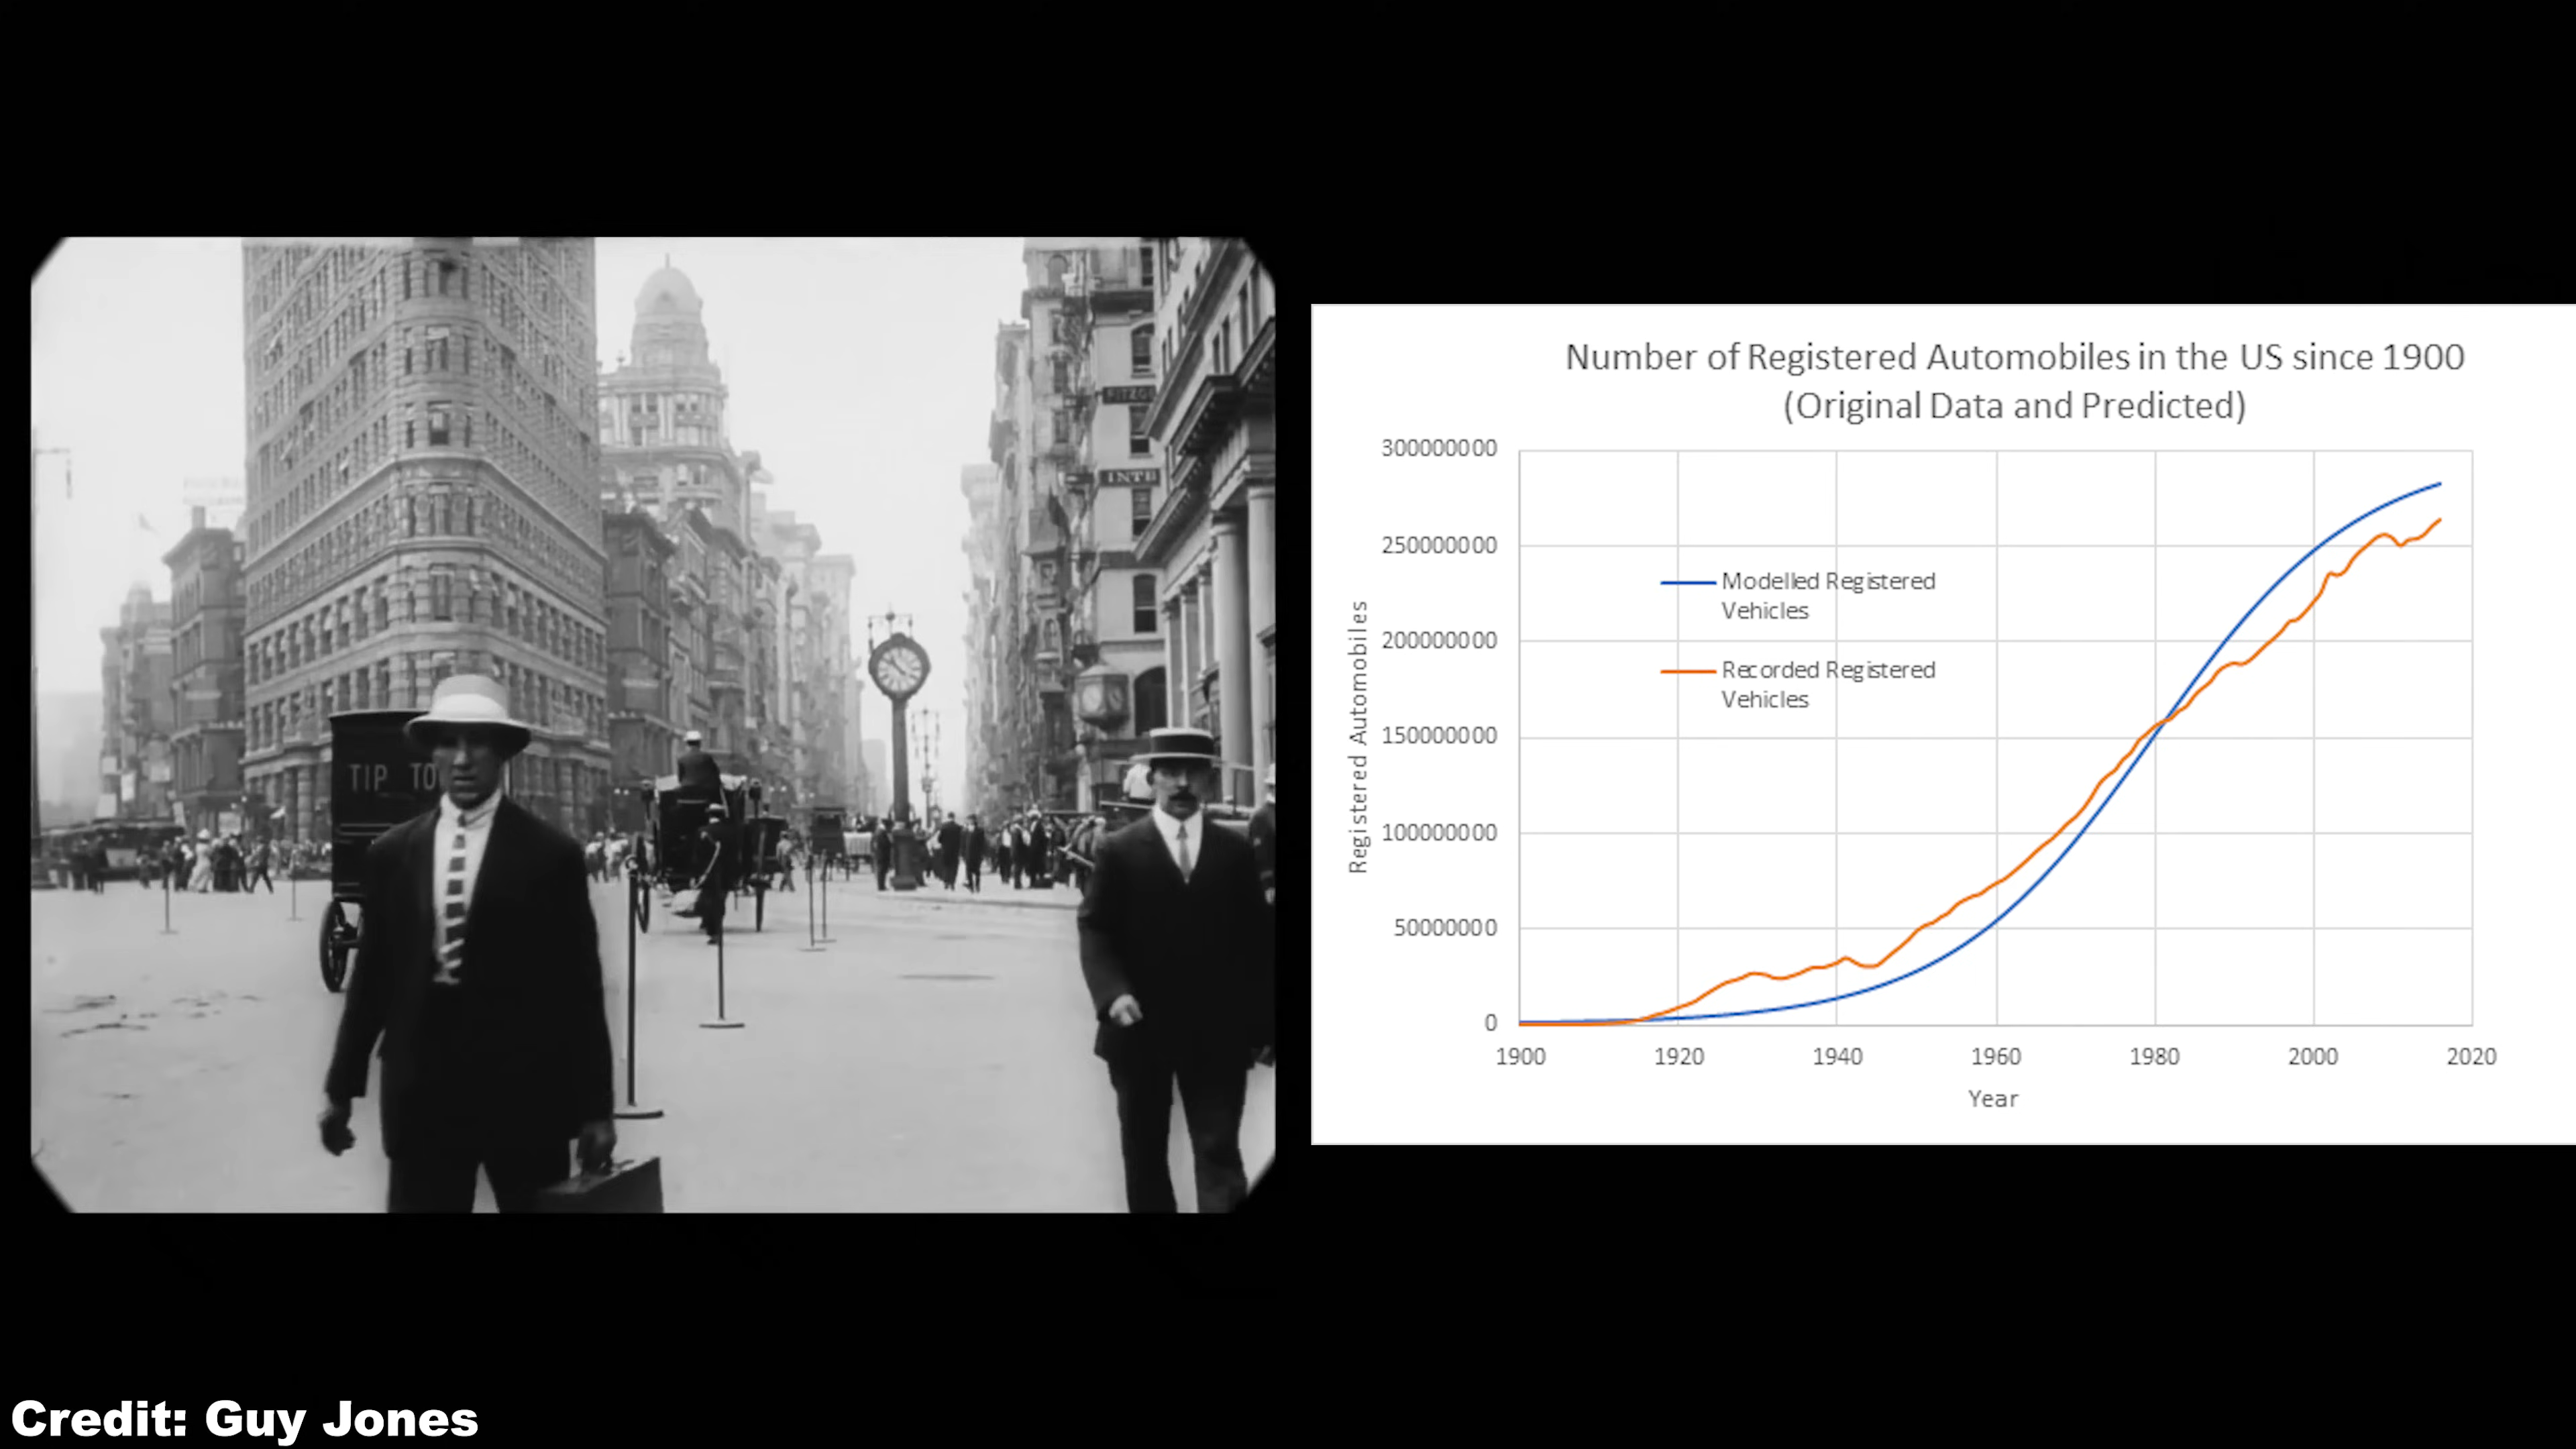 TIP TO
INTB
Number of Registered Automobiles in the US since 1900
(Original Data and Predicted)
Registered Automobiles
300000000
250000000
200000000
150000000
100000000
50000000
0
Modelled Registered
Vehicles
Recorded Registered
Vehicles
1900 1920 1940 1960 1980 2000 2020
Year
Credit: Guy Jones